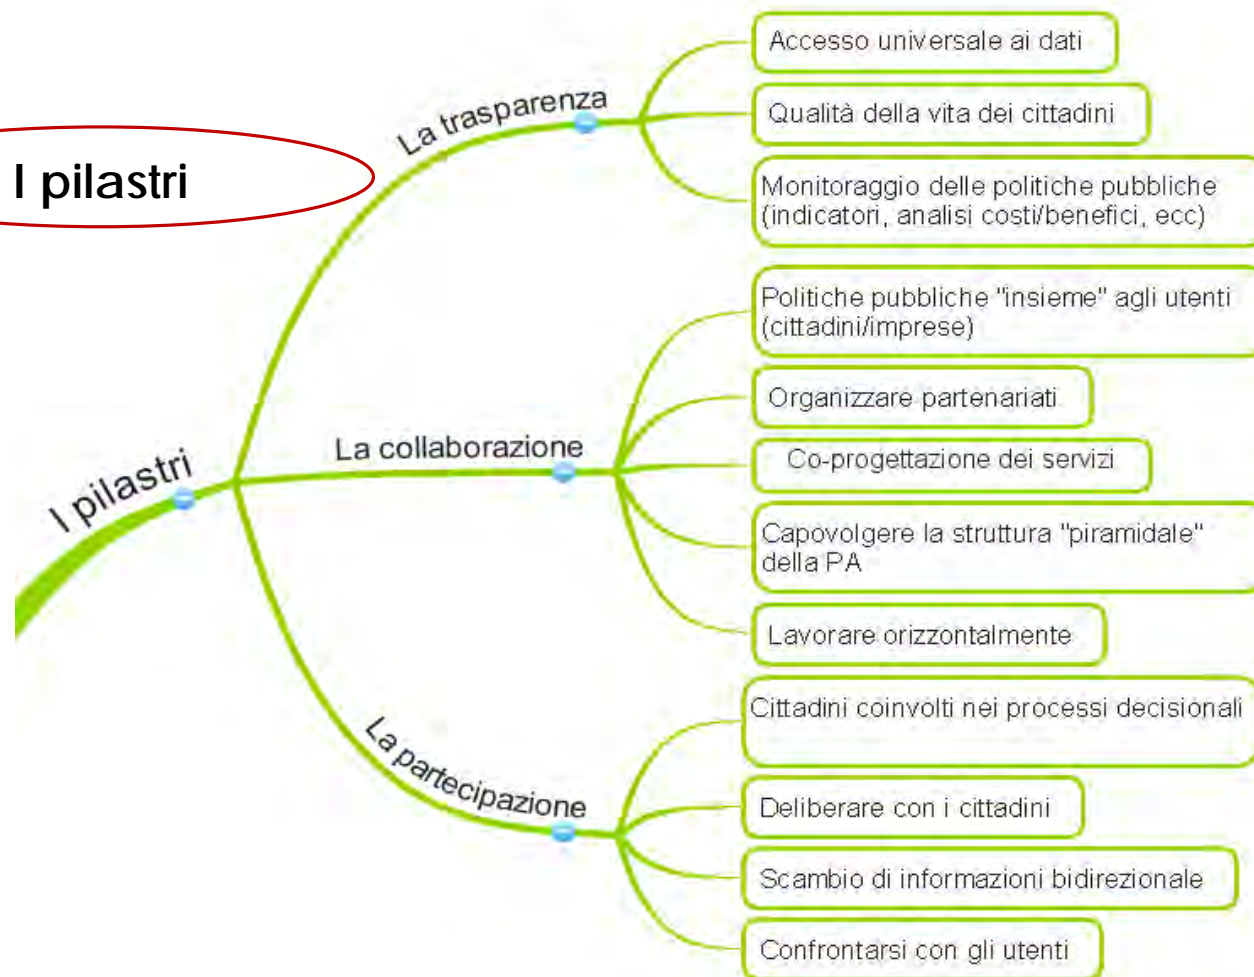 I pilastri
I pilastri
La trasparenza
Accesso universale ai dati
Qualità della vita dei cittadini
Monitoraggio delle politiche pubbliche
(indicatori, analisi costi/benefici, ecc)
La collaborazione
Politiche pubbliche "insieme" agli utenti
(cittadini/imprese)
Organizzare partenariati
Co-progettazione dei servizi
Capovolgere la struttura "piramidale"
della PA
Lavorare orizzontalmente
La partecipazione
Cittadini coinvolti nei processi decisionali
Deliberare con i cittadini
Scambio di informazioni bidirezionale
Confrontarsi con gli utenti